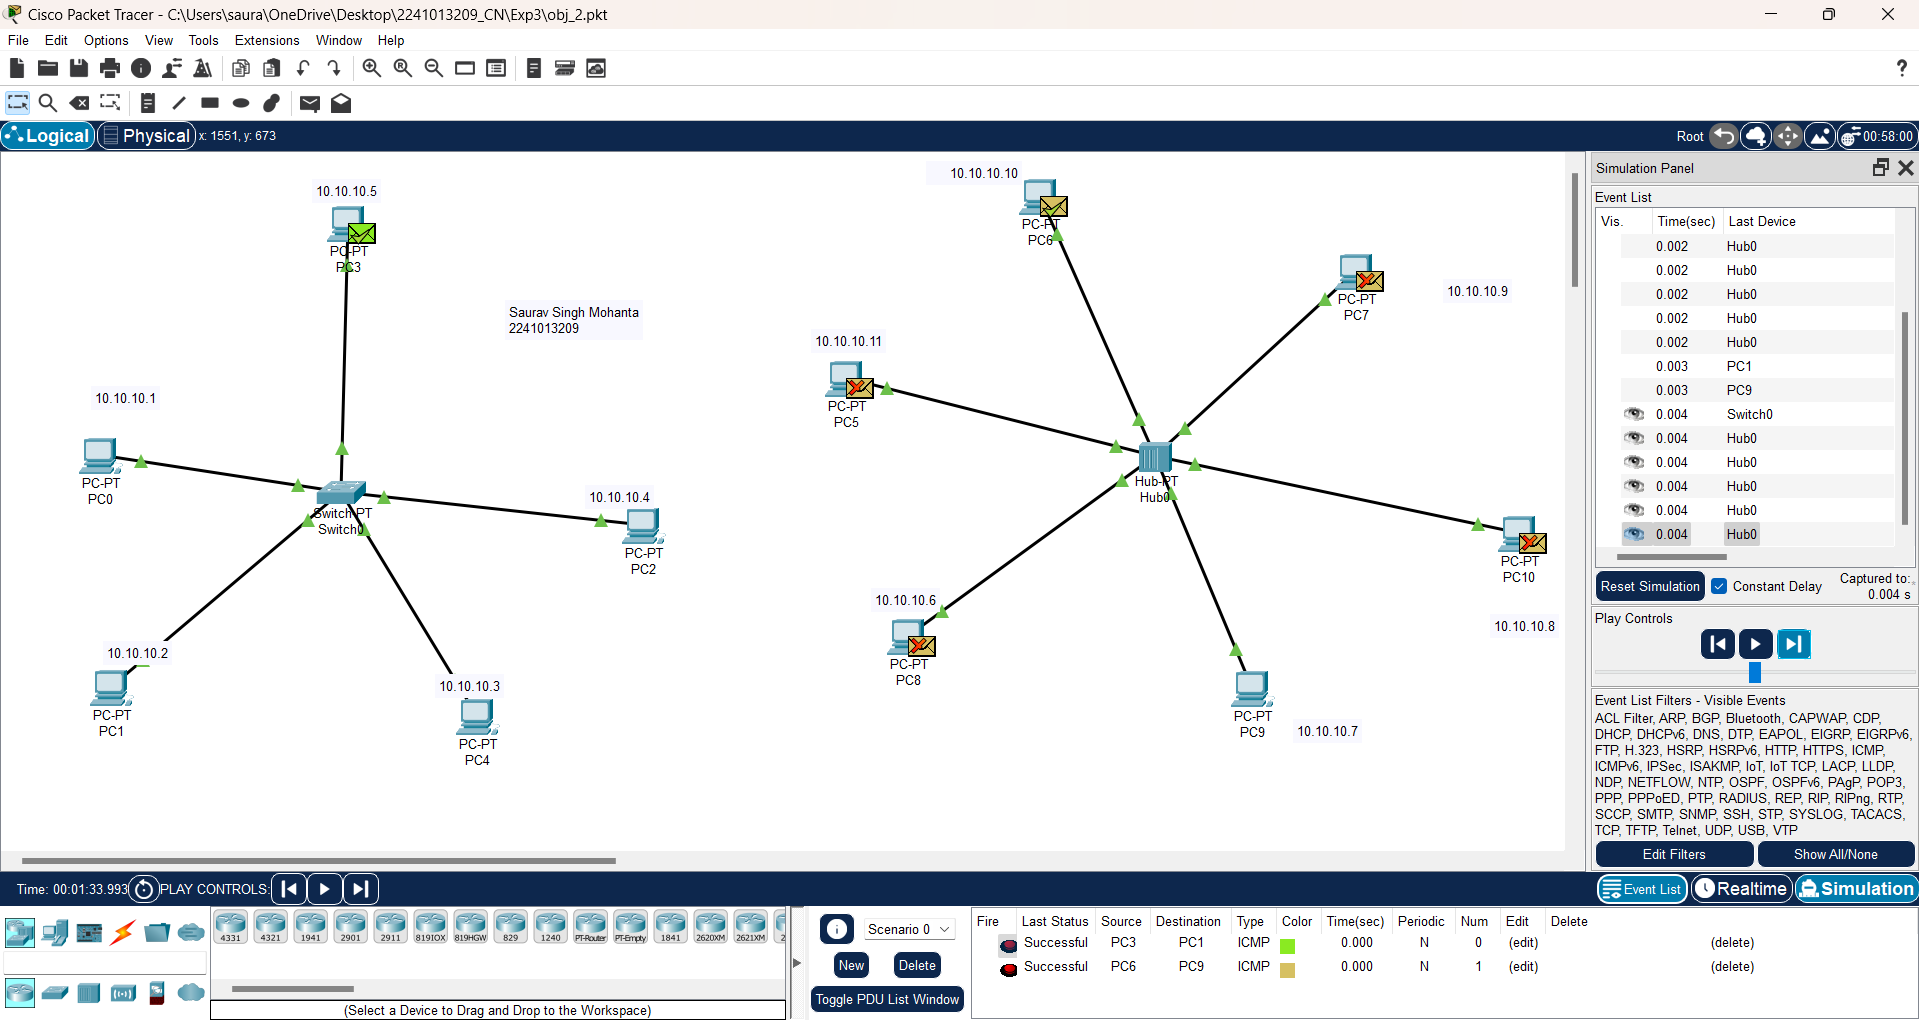 Cisco Packet Tracer - C:\Users\saura\OneDrive\Desktop\2241013209_CN\Exp3\obj_2.pkt
File Edit Options View Tools Extensions Window Help
?
Logical Physical x: 1551, y: 673
Root 00:58:00
10.10.10.5
PC-PT
PC3
Saurav Singh Mohanta
2241013209
10.10.10.1
PC-PT
PC0
Switch-PT
Switch0
10.10.10.4
PC-PT
PC2
10.10.10.2
PC-PT
PC1
10.10.10.3
PC-PT
PC4
10.10.10.10
PC-PT
PC6
PC-PT
PC7
10.10.10.9
10.10.10.11
PC-PT
PC5
Hub-PT
Hub0
PC-PT
PC10
10.10.10.8
10.10.10.6
PC-PT
PC8
PC-PT
PC9
10.10.10.7
Simulation Panel
Event List
Vis. Time(sec) Last Device
0.002 Hub0
0.002 Hub0
0.002 Hub0
0.002 Hub0
0.002 Hub0
0.003 PC1
0.003 PC9
0.004 Switch0
0.004 Hub0
0.004 Hub0
0.004 Hub0
0.004 Hub0
0.004 Hub0
Reset Simulation Constant Delay Captured to:
0.004 s
Play Controls
Event List Filters - Visible Events
ACL Filter, ARP, BGP, Bluetooth, CAPWAP, CDP,
DHCP, DHCPv6, DNS, DTP, EAPOL, EIGRP, EIGRPv6,
FTP, H.323, HSRP, HSRPv6, HTTP, HTTPS, ICMP,
ICMPv6, IPSec, ISAKMP, IoT, IoT TCP, LACP, LLDP,
NDP, NETFLOW, NTP, OSPF, OSPFv6, PAgP, POP3,
PPP, PPPoED, PTP, RADIUS, REP, RIP, RIPng, RTP,
SCCP, SMTP, SNMP, SSH, STP, SYSLOG, TACACS,
TCP, TFTP, Telnet, UDP, USB, VTP
Edit Filters Show All/None
Time: 00:01:33.993 PLAY CONTROLS:
Event List Realtime Simulation
4331 4321 1941 2901 2911 819IOX 819HGW 829 1240 PT-Router PT-Empty 1841 2620XM 2621XM 2
(Select a Device to Drag and Drop to the Workspace)
Scenario 0
New Delete
Toggle PDU List Window
Fire Last Status Source Destination Type Color Time(sec) Periodic Num Edit Delete
Successful PC3 PC1 ICMP 0.000 N 0 (edit) (delete)
Successful PC6 PC9 ICMP 0.000 N 1 (edit) (delete)